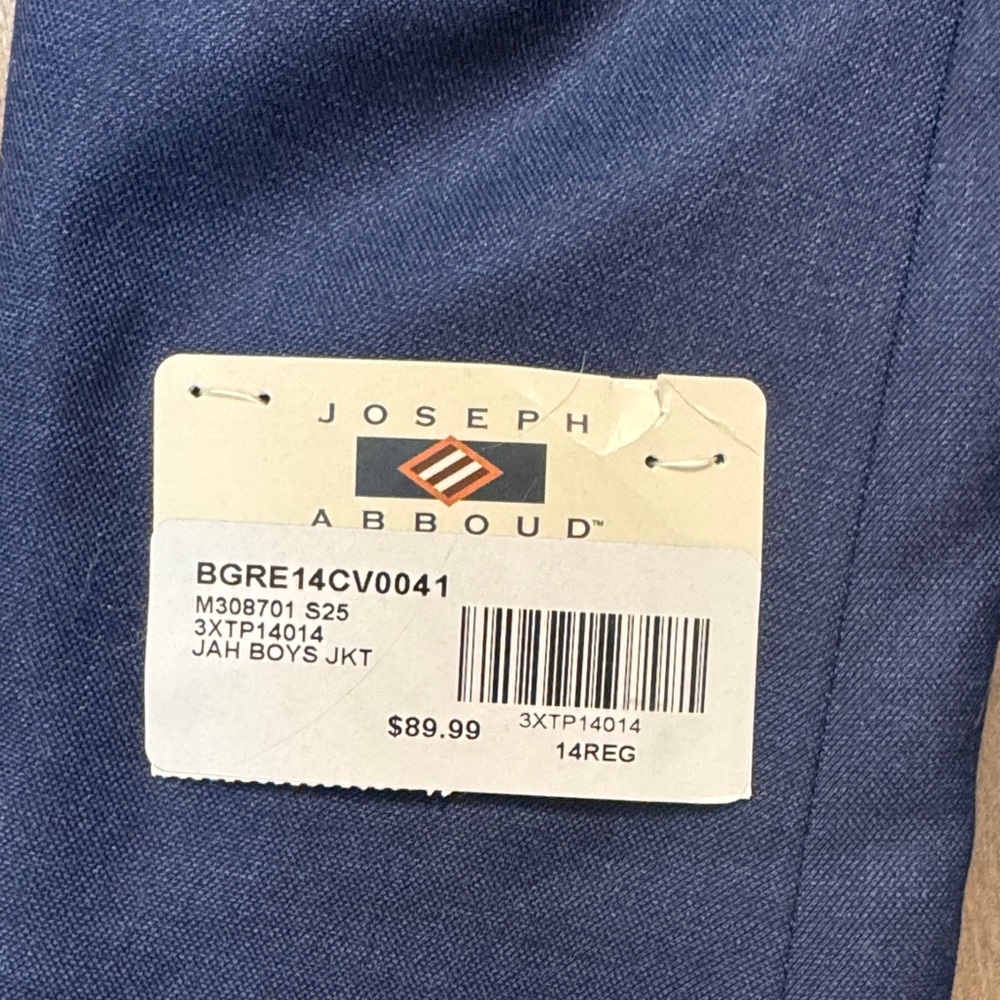 JOSEPH
ABBOUD™
BGRE14CV0041
M308701 S25
3XTP14014
JAH BOYS JKT
3XTP14014
$89.99
14REG